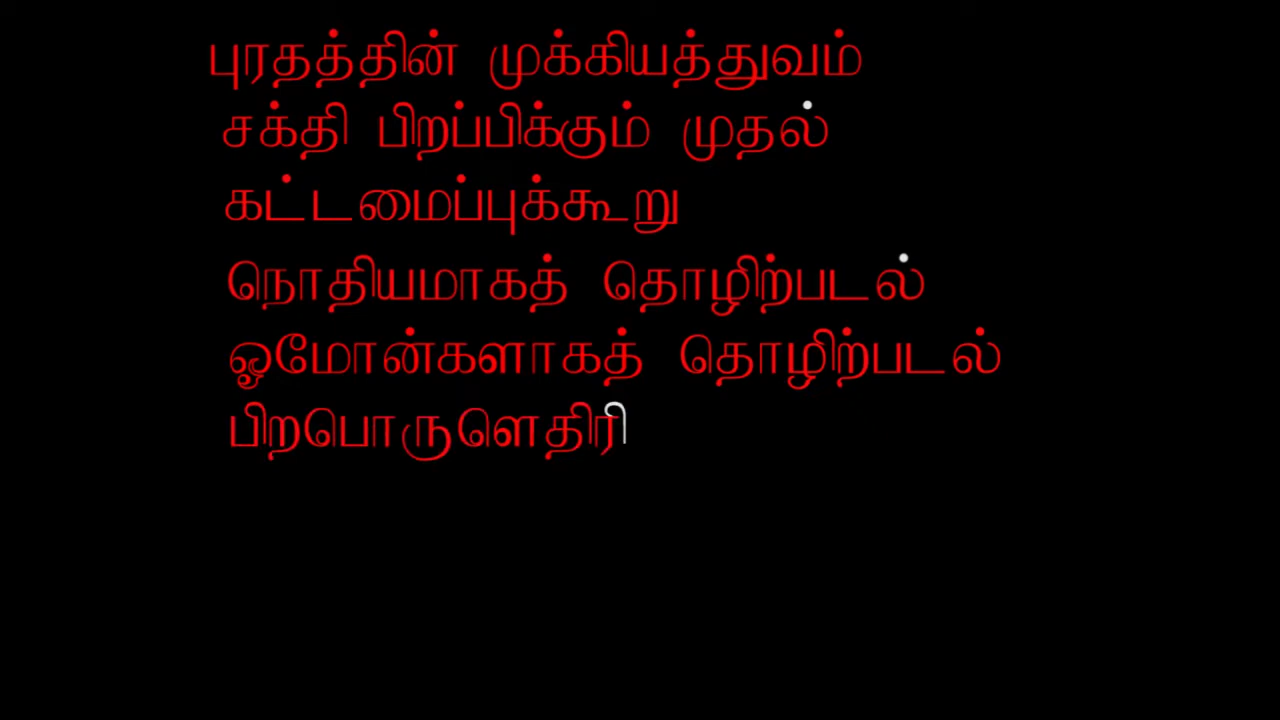 புரதத்தின் முக்கியத்துவம்
சக்தி பிறப்பிக்கும் முதல்
கட்டமைப்புக்கூறு
நொதியமாகத் தொழிற்படல்
ஓமோன்களாகத் தொழிற்படல்
பிறபொருளெதிரி